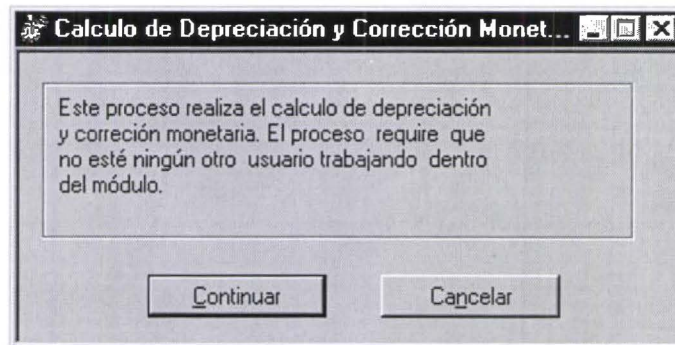 Calculo de Depreciación y Corrección Monet...
Este proceso realiza el calculo de depreciación
y correción monetaria. El proceso require que
no esté ningún otro usuario trabajando dentro
del módulo.
Continuar
Cancelar